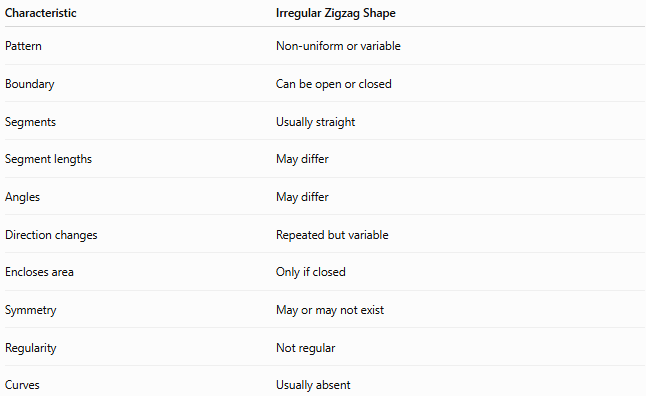 Characteristic Irregular Zigzag Shape
Pattern Non-uniform or variable
Boundary Can be open or closed
Segments Usually straight
Segment lengths May differ
Angles May differ
Direction changes Repeated but variable
Encloses area Only if closed
Symmetry May or may not exist
Regularity Not regular
Curves Usually absent